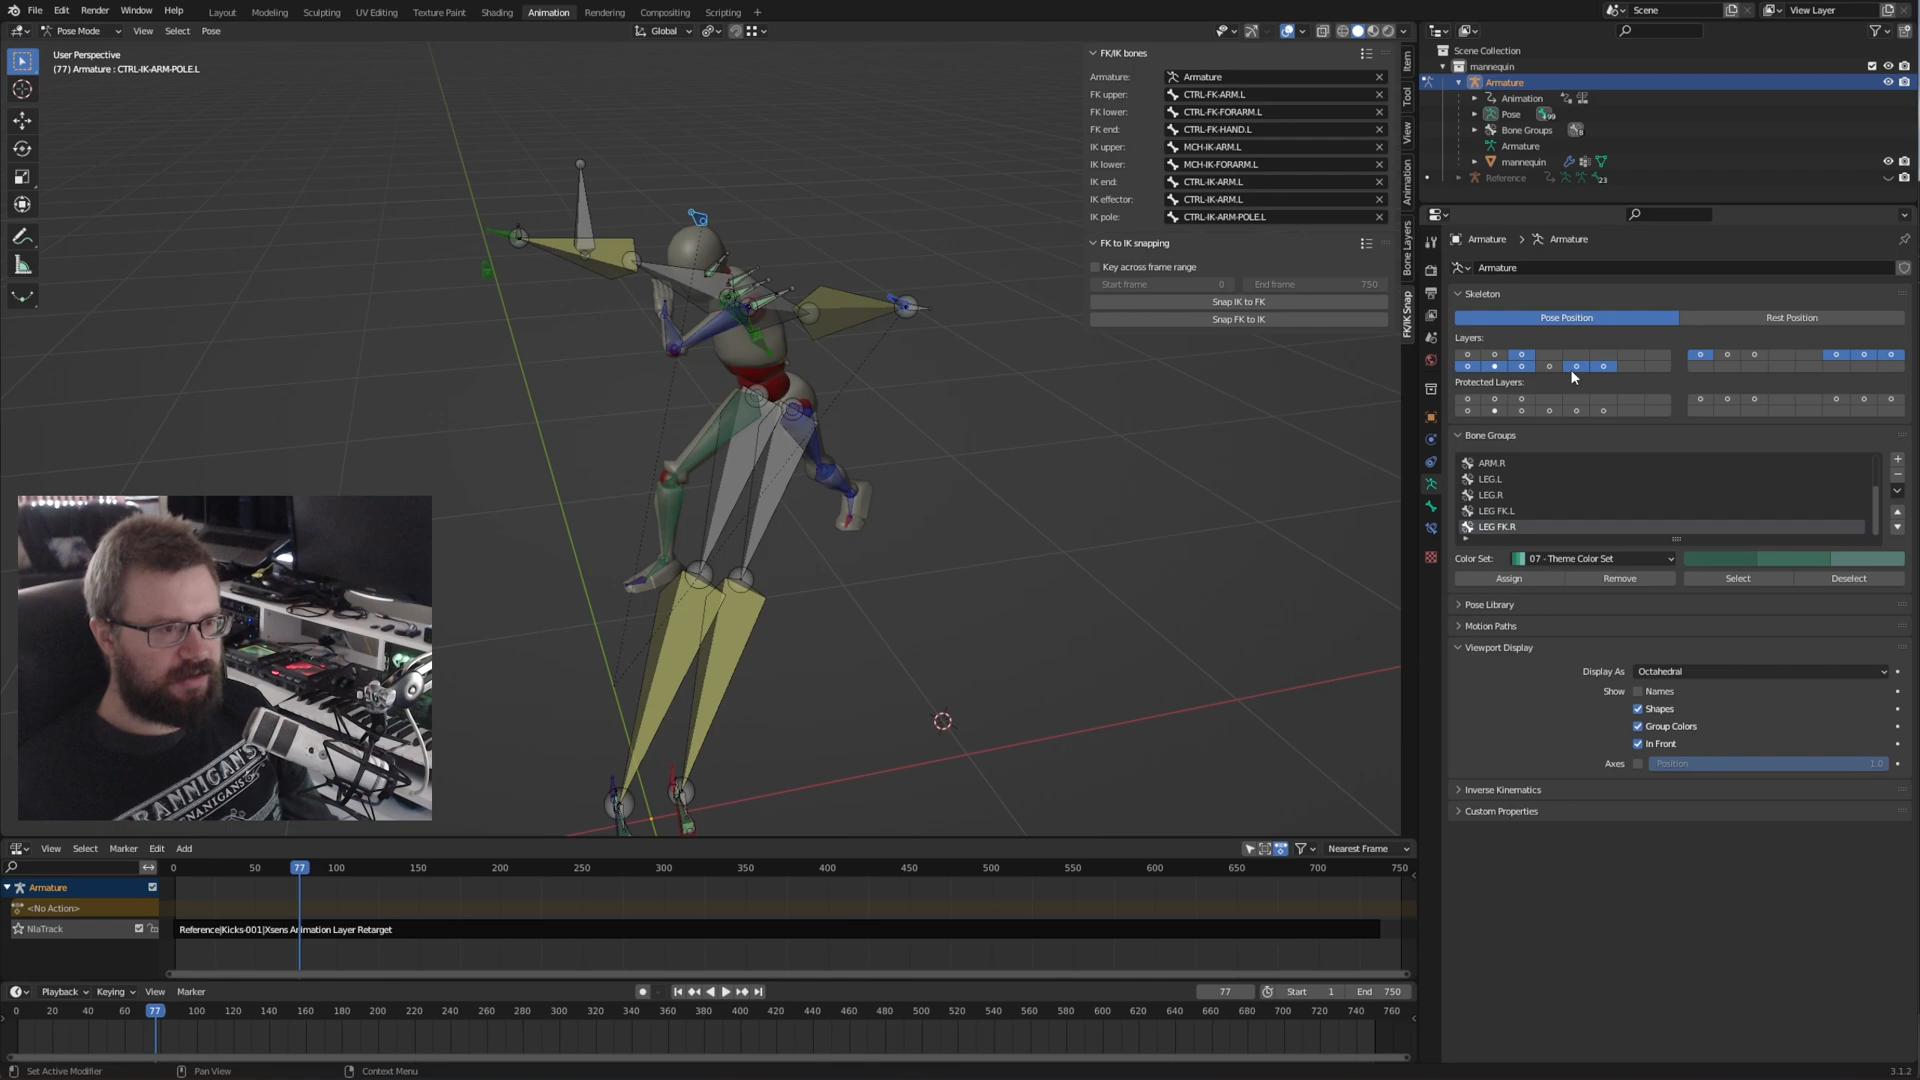 File Edit Render Window Help Layout Modeling Sculpting UV Editing Texture Paint Shading Animation Rendering Compositing Scripting + Scene View Layer
Pose Mode View Select Pose Global
User Perspective
(77) Armature : CTRL-IK-ARM-POLE.L
FK/IK bones
Armature: Armature
FK upper: CTRL-FK-ARM.L
FK lower: CTRL-FK-FORARM.L
FK end: CTRL-FK-HAND.L
IK upper: MCH-IK-ARM.L
IK lower: MCH-IK-FORARM.L
IK end: CTRL-IK-ARM.L
IK effector: CTRL-IK-ARM.L
IK pole: CTRL-IK-ARM-POLE.L
FK to IK snapping
Key across frame range
Start frame 0 End frame 750
Snap IK to FK
Snap FK to IK
Item
Tool
View
Animation
Bone Layers
FK/IK Snap
Scene Collection
mannequin
Armature
Animation
Pose
Bone Groups
Armature
mannequin
Reference 23
Armature > Armature
Armature
Skeleton
Pose Position Rest Position
Layers:
Protected Layers:
Bone Groups
ARM.R
LEG.L
LEG.R
LEG FK.L
LEG FK.R
Color Set: 07 - Theme Color Set
Assign Remove Select Deselect
Pose Library
Motion Paths
Viewport Display
Display As Octahedral
Show Names
Shapes
Group Colors
In Front
Axes Position 1.0
Inverse Kinematics
Custom Properties
BRANNIGAN'S
SHENANIGANS
View Select Marker Edit Add Nearest Frame
0 50 77 100 150 200 250 300 350 400 450 500 550 600 650 700 750
Armature
<No Action>
NlaTrack Reference|Kicks-001|Xsens Animation Layer Retarget
Playback Keying View Marker 77 Start 1 End 750
0 20 40 60 77 100 120 140 160 180 200 220 240 260 280 300 320 340 360 380 400 420 440 460 480 500 520 540 560 580 600 620 640 660 680 700 720 740 760
Set Active Modifier Pan View Context Menu 3.1.2